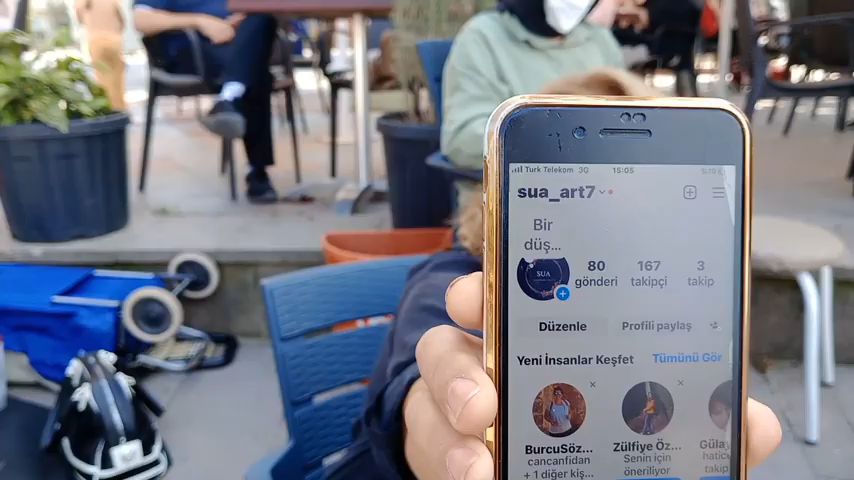 Turk Telekom 3G 15:05
sua_art7
Bir
düş...
SUA
80 167 3
gönderi takipçi takip
Düzenle Profili paylaş
Yeni İnsanlar Keşfet Tümünü Gör
BurcuSöz... Zülfiye Öz... Gülay
cancanfidan Senin için hatice
+ 1 diğer kiş... öneriliyor takip